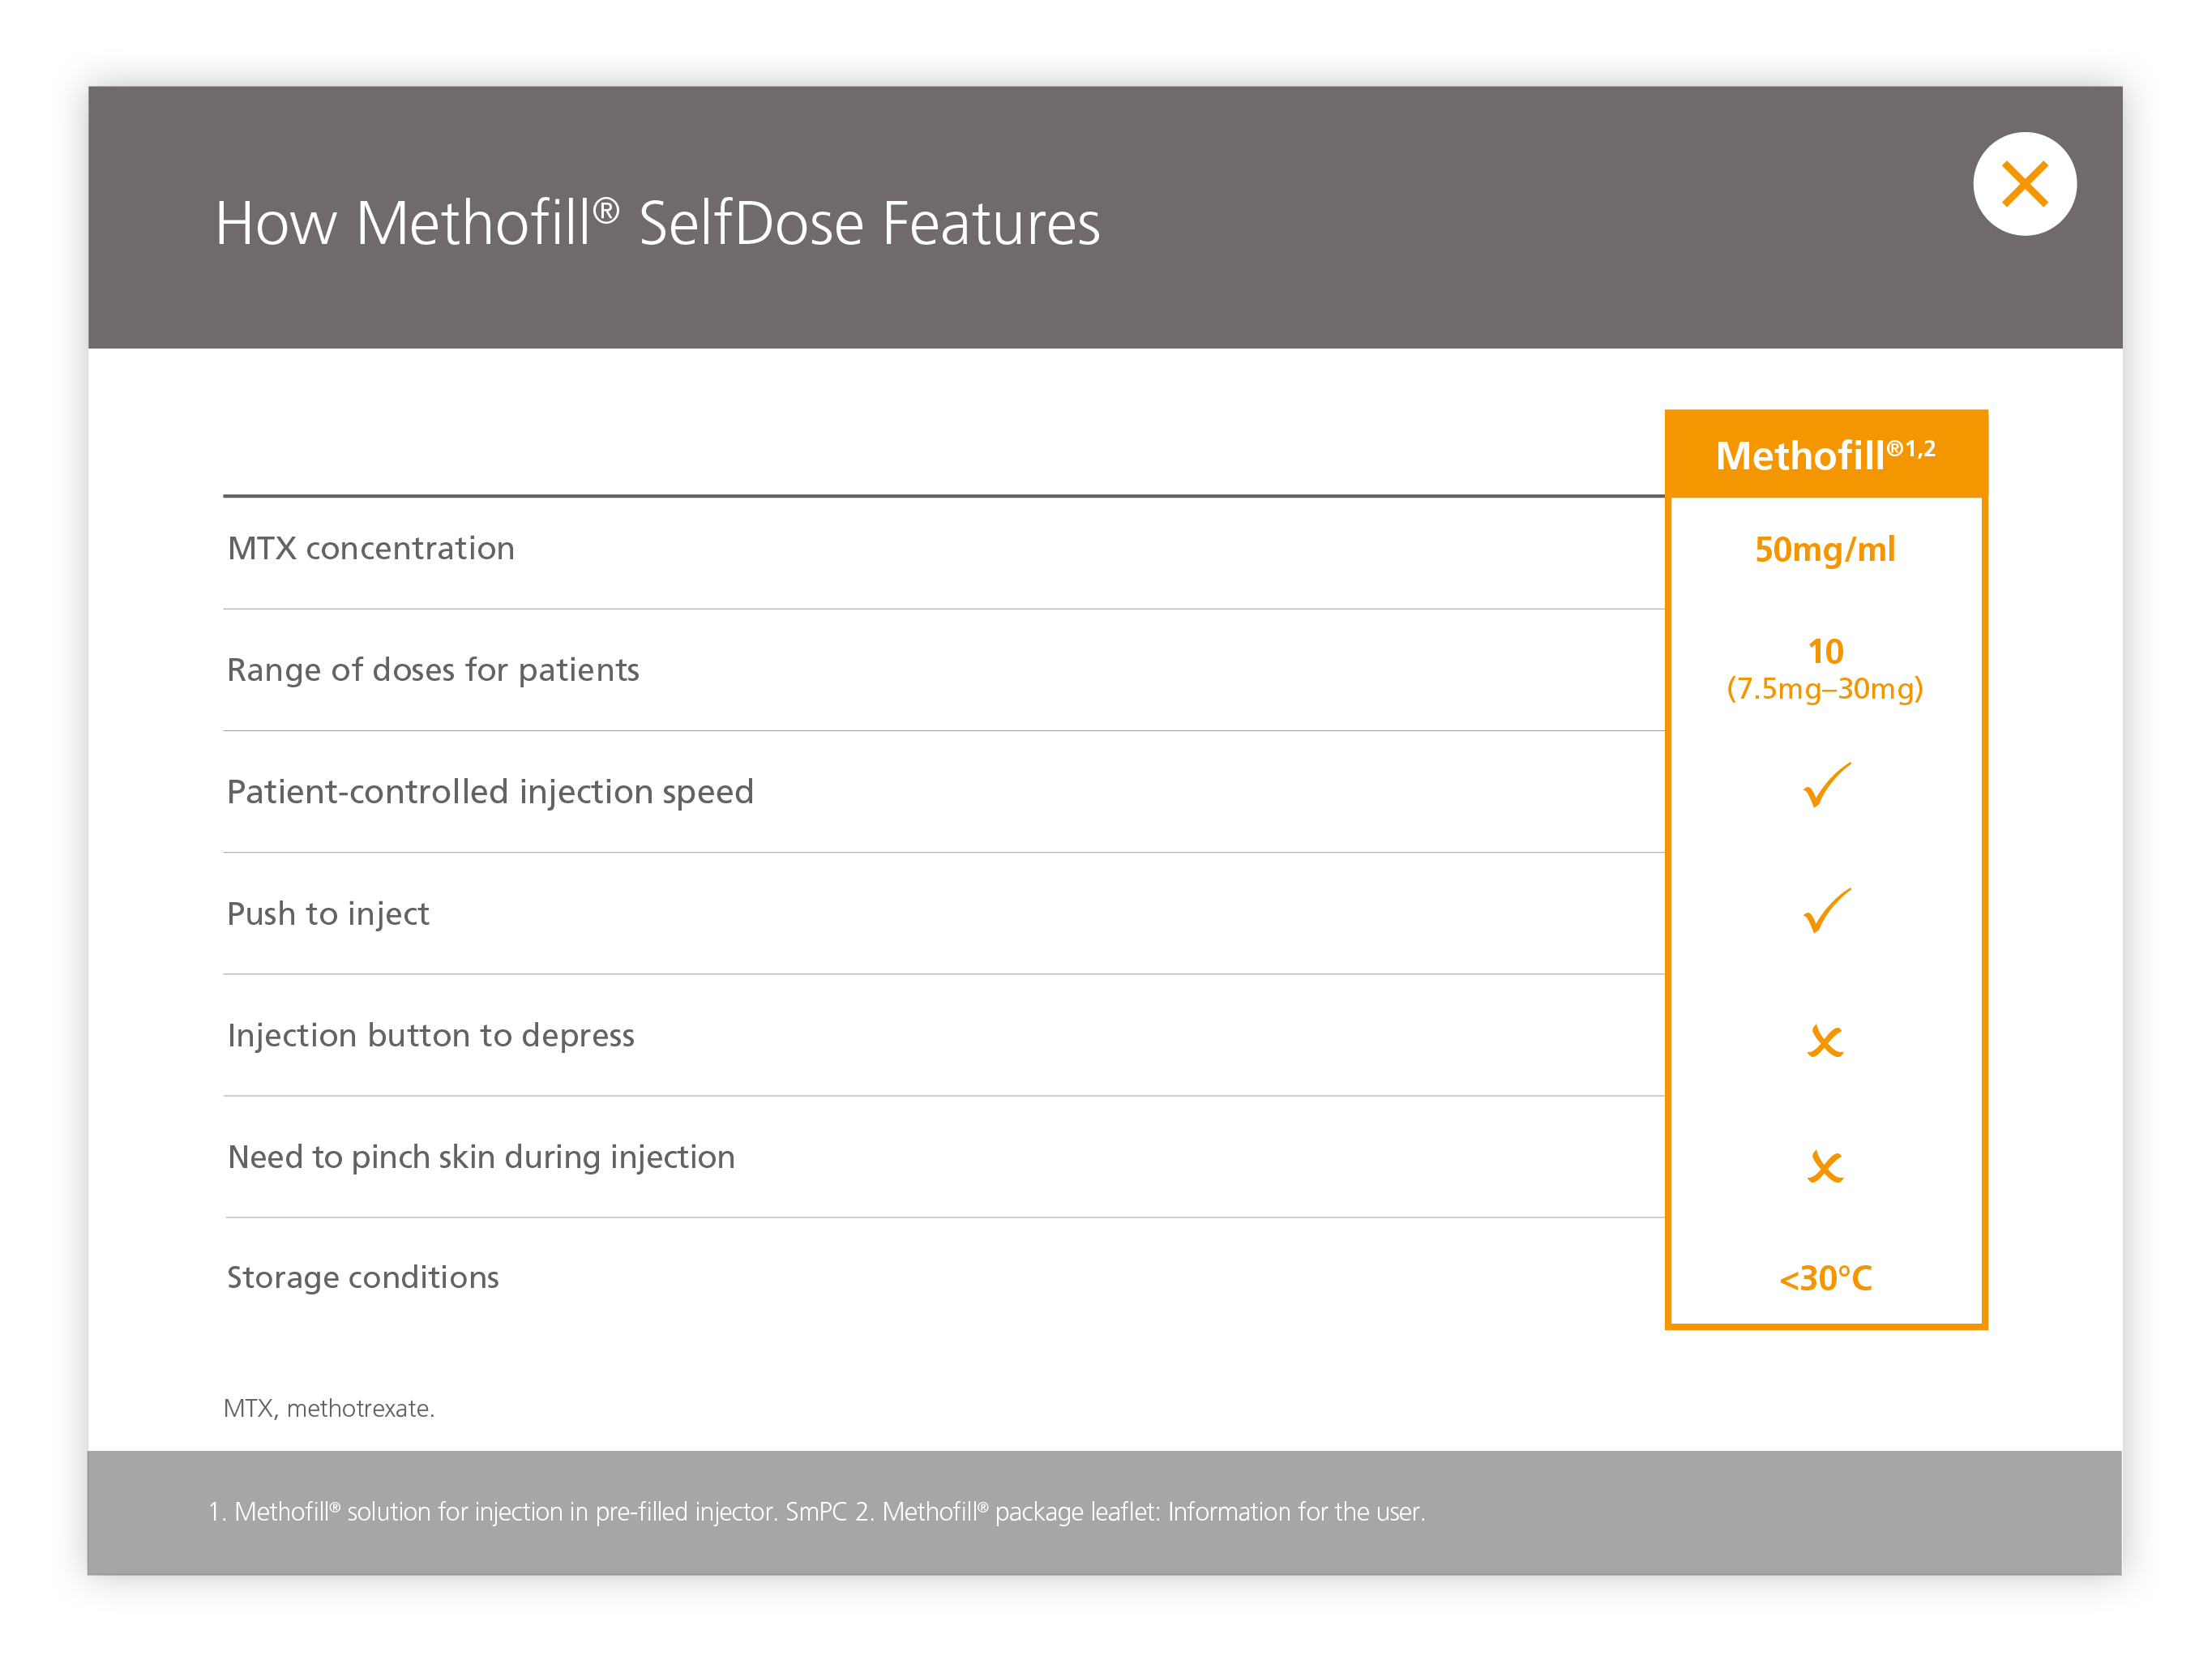 How Methofill® SelfDose Features
Methofill®1,2
MTX concentration
50mg/ml
Range of doses for patients
10
(7.5mg–30mg)
Patient-controlled injection speed
✓
Push to inject
✓
Injection button to depress
✗
Need to pinch skin during injection
✗
Storage conditions
<30°C
MTX, methotrexate.
1. Methofill® solution for injection in pre-filled injector. SmPC 2. Methofill® package leaflet: Information for the user.